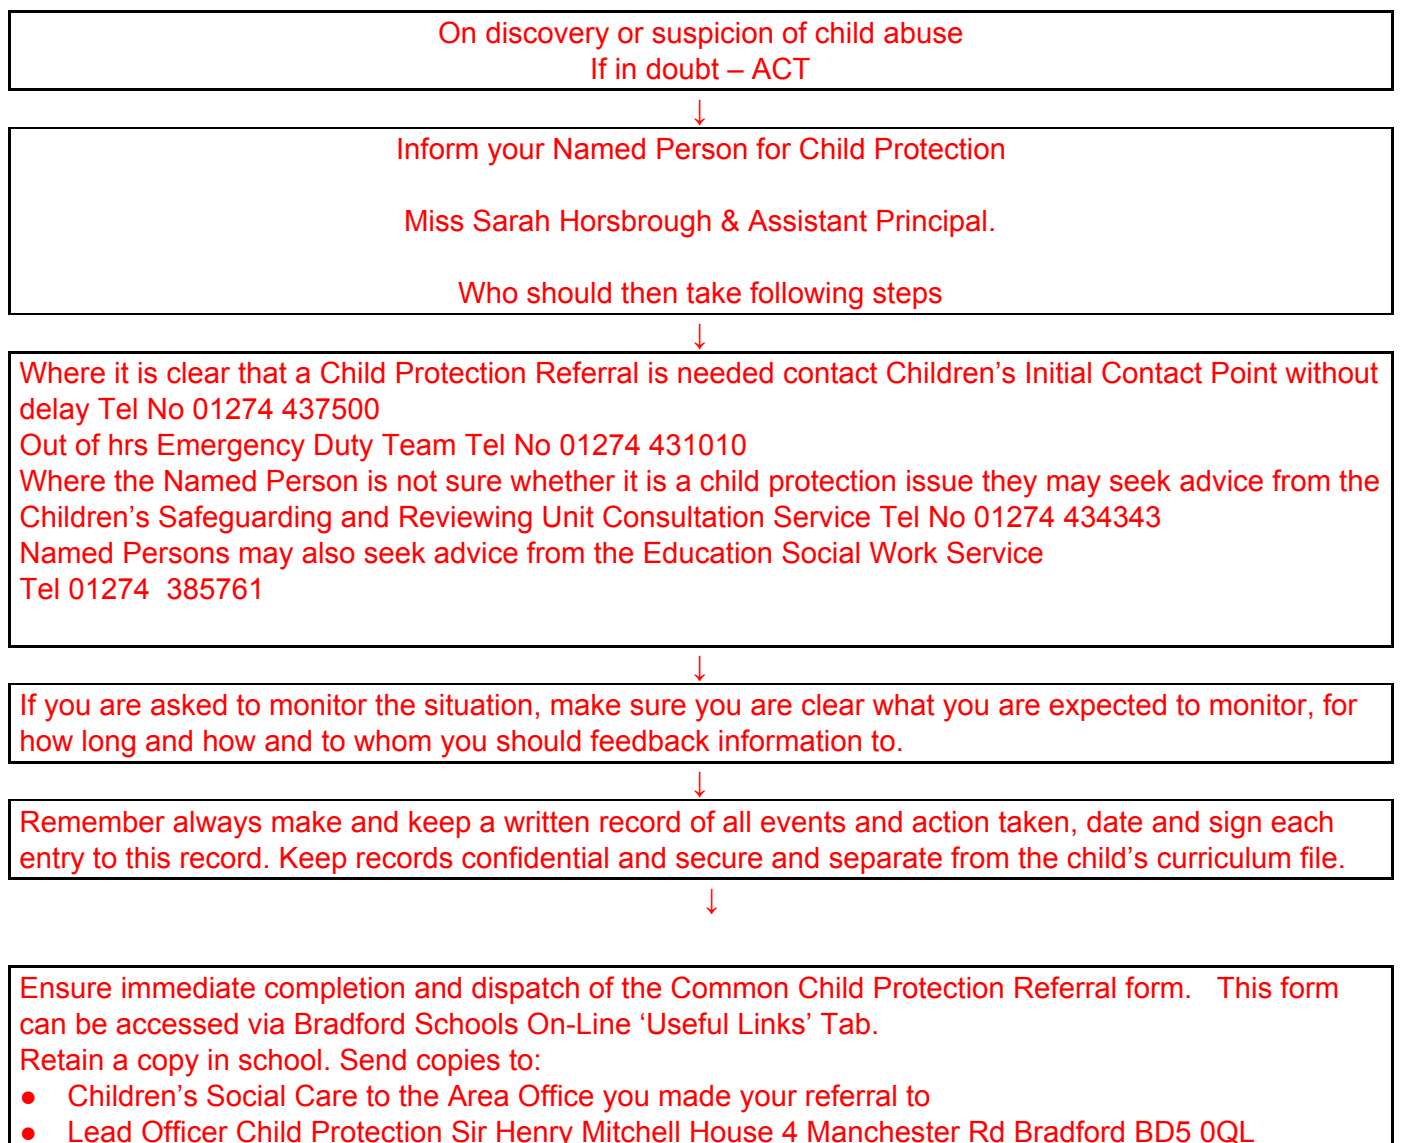 On discovery or suspicion of child abuse
If in doubt – ACT
↓
Inform your Named Person for Child Protection
Miss Sarah Horsbrough & Assistant Principal.
Who should then take following steps
↓
Where it is clear that a Child Protection Referral is needed contact Children’s Initial Contact Point without
delay Tel No 01274 437500
Out of hrs Emergency Duty Team Tel No 01274 431010
Where the Named Person is not sure whether it is a child protection issue they may seek advice from the
Children’s Safeguarding and Reviewing Unit Consultation Service Tel No 01274 434343
Named Persons may also seek advice from the Education Social Work Service
Tel 01274  385761
↓
If you are asked to monitor the situation, make sure you are clear what you are expected to monitor, for
how long and how and to whom you should feedback information to.
↓
Remember always make and keep a written record of all events and action taken, date and sign each
entry to this record. Keep records confidential and secure and separate from the child’s curriculum file.
↓
Ensure immediate completion and dispatch of the Common Child Protection Referral form.   This form
can be accessed via Bradford Schools On-Line ‘Useful Links’ Tab.
Retain a copy in school. Send copies to:
● Children’s Social Care to the Area Office you made your referral to
● Lead Officer Child Protection Sir Henry Mitchell House 4 Manchester Rd Bradford BD5 0QL